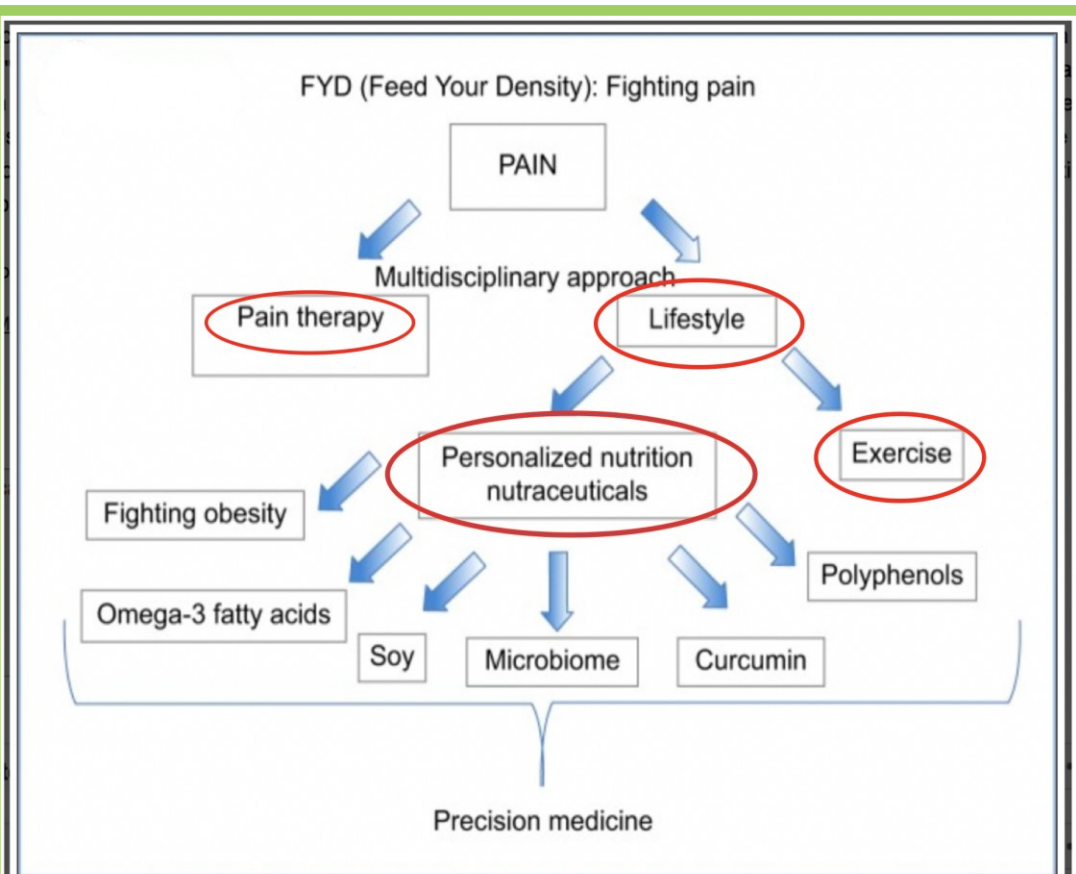 FYD (Feed Your Density): Fighting pain
PAIN
Multidisciplinary approach
Pain therapy
Lifestyle
Personalized nutrition
nutraceuticals
Exercise
Fighting obesity
Polyphenols
Omega-3 fatty acids
Soy
Microbiome
Curcumin
Precision medicine